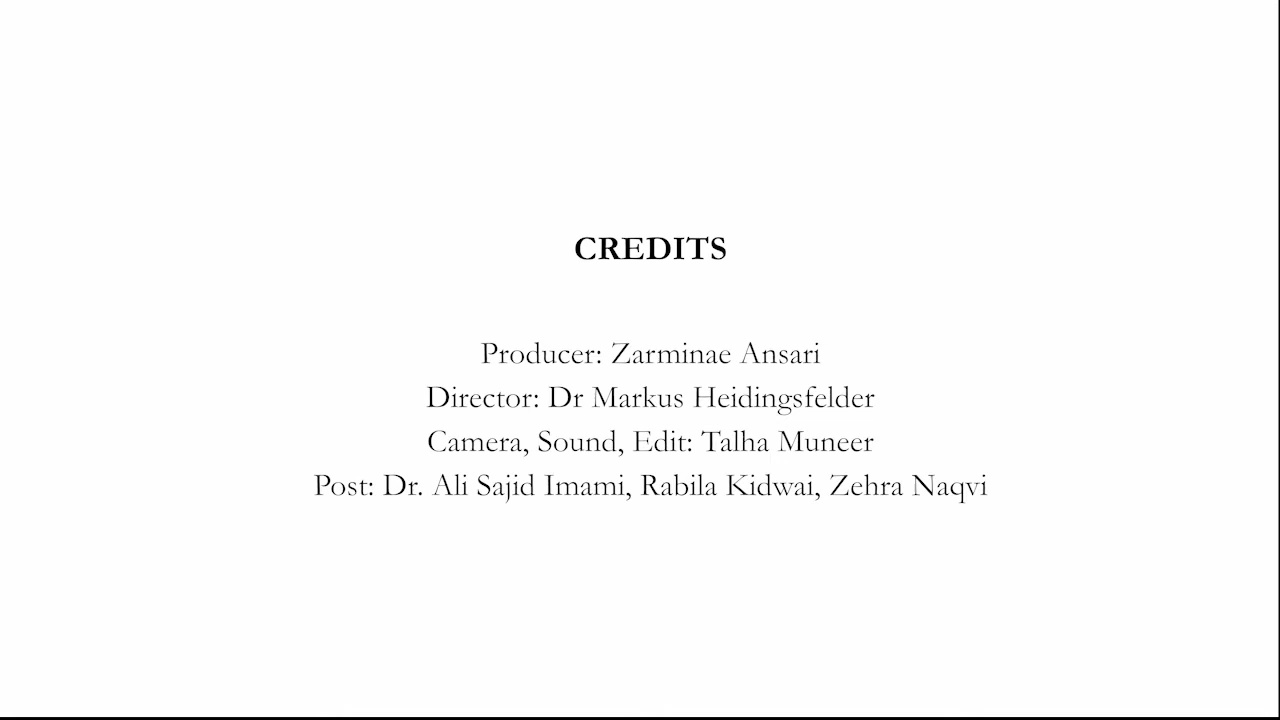 CREDITS
Producer: Zarminae Ansari
Director: Dr Markus Heidingsfelder
Camera, Sound, Edit: Talha Muneer
Post: Dr. Ali Sajid Imami, Rabila Kidwai, Zehra Naqvi